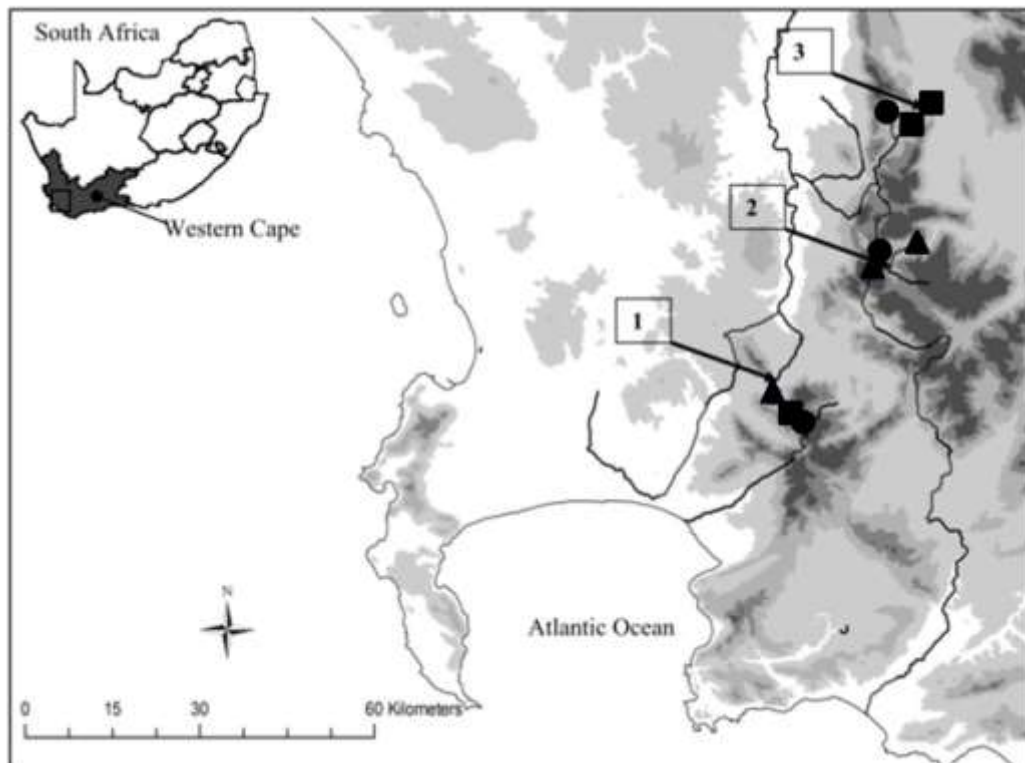 South Africa
Western Cape
3
2
1
N
Atlantic Ocean
0 15 30 60 Kilometers